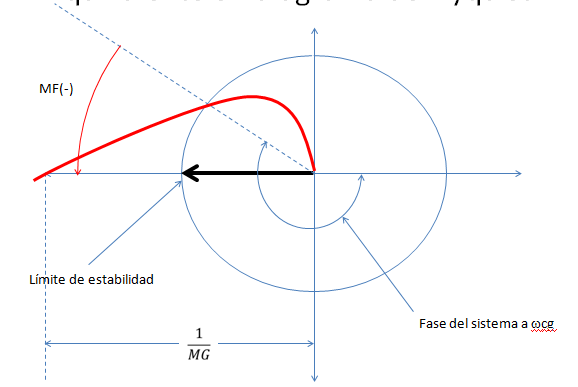 MF(-)
Límite de estabilidad
Fase del sistema a ωcg
1
MG